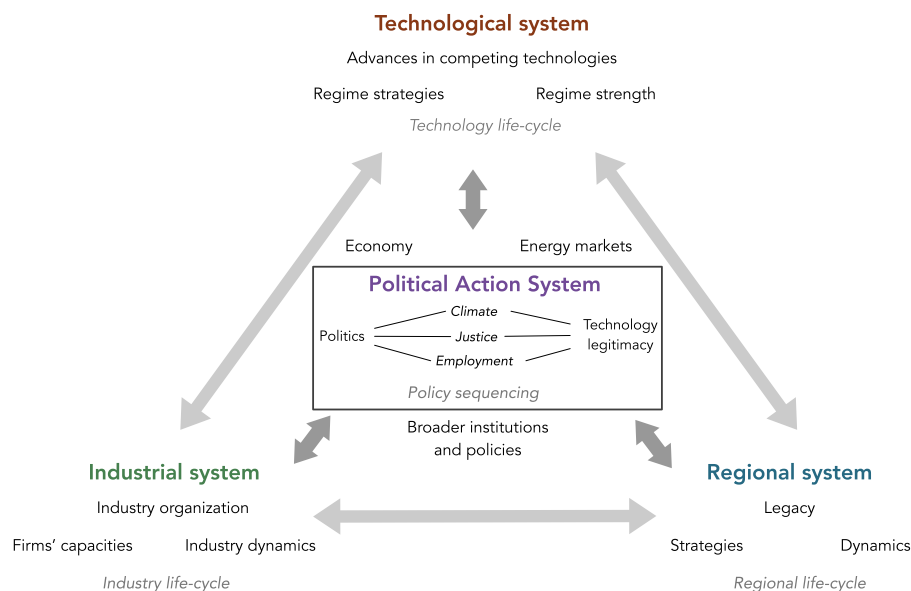 Technological system
Advances in competing technologies
Regime strategies
Regime strength
Technology life-cycle
Economy
Energy markets
Political Action System
Politics
Climate
Justice
Employment
Technology
legitimacy
Policy sequencing
Broader institutions
and policies
Industrial system
Industry organization
Firms’ capacities
Industry dynamics
Industry life-cycle
Regional system
Legacy
Strategies
Dynamics
Regional life-cycle